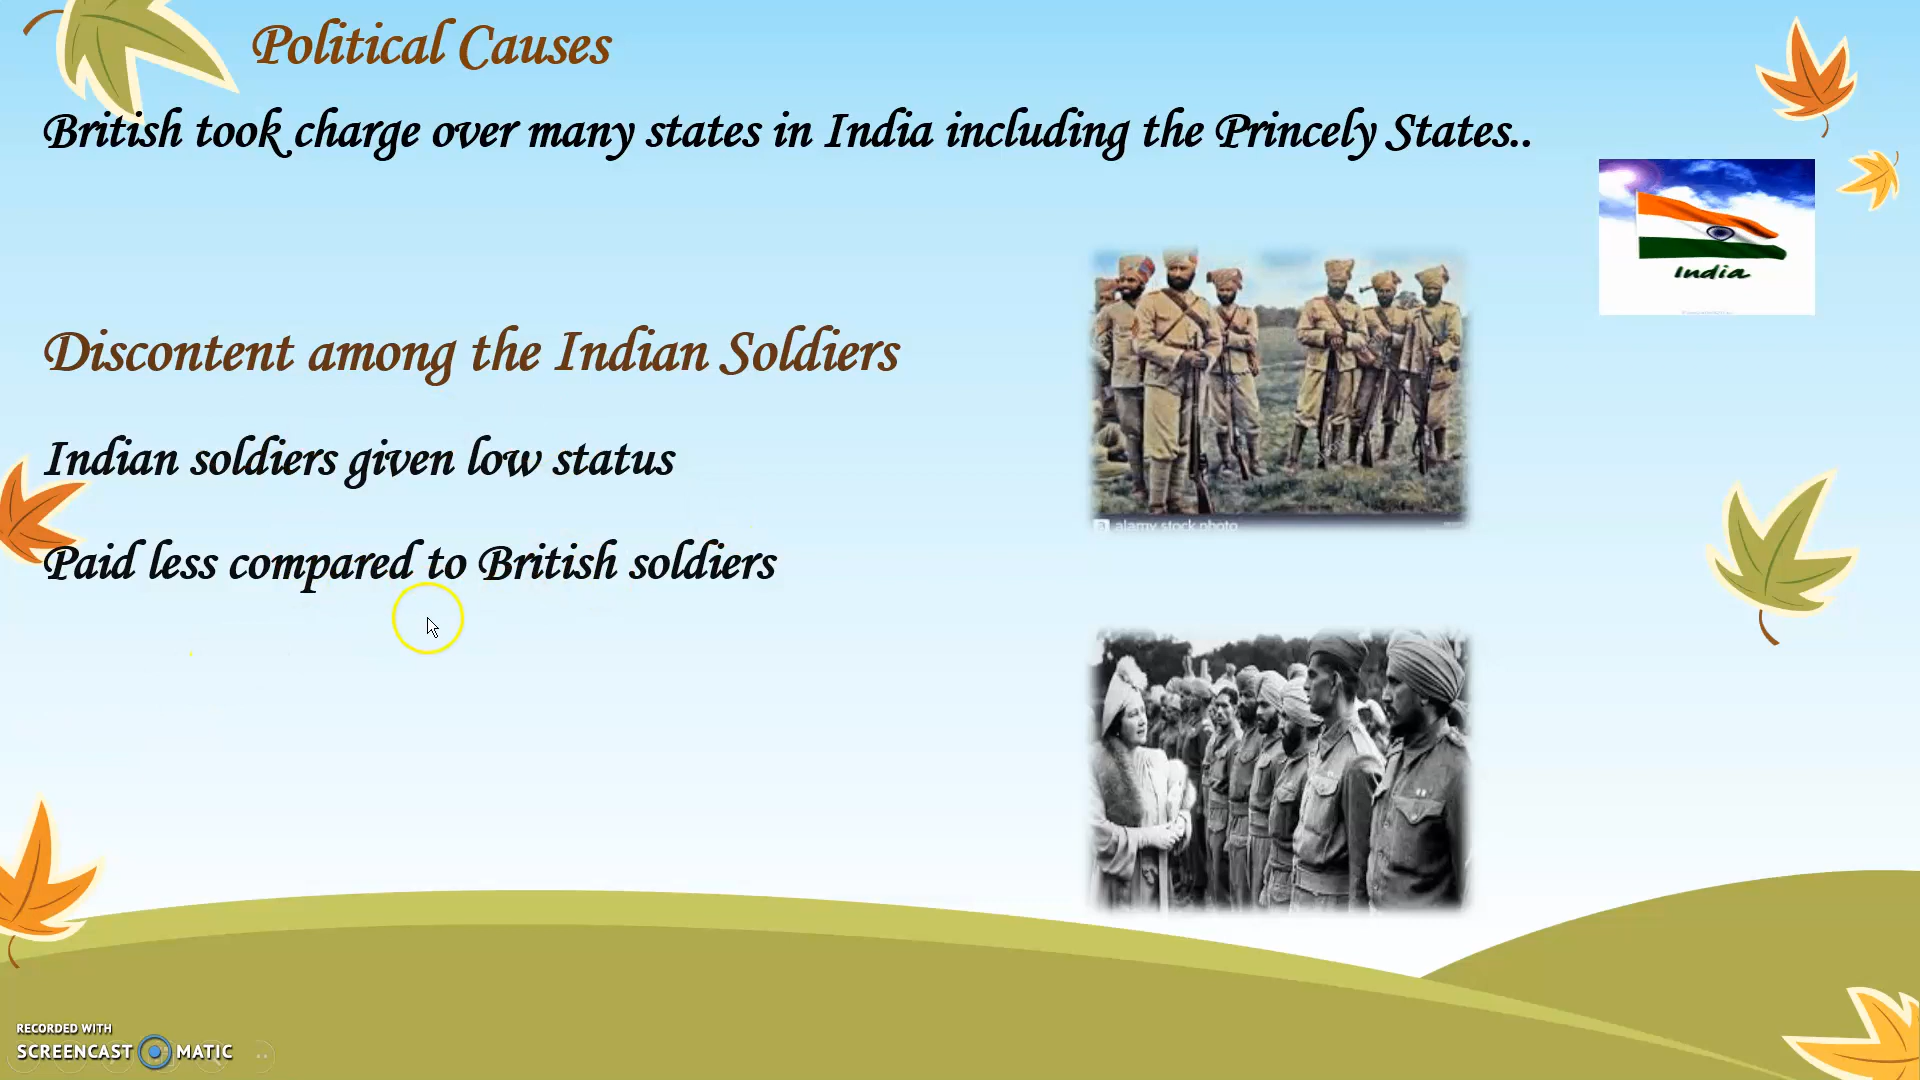 Political Causes
British took charge over many states in India including the Princely States..
India
Discontent among the Indian Soldiers
Indian soldiers given low status
Paid less compared to British soldiers
a alamy stock photo
RECORDED WITH
SCREENCAST MATIC